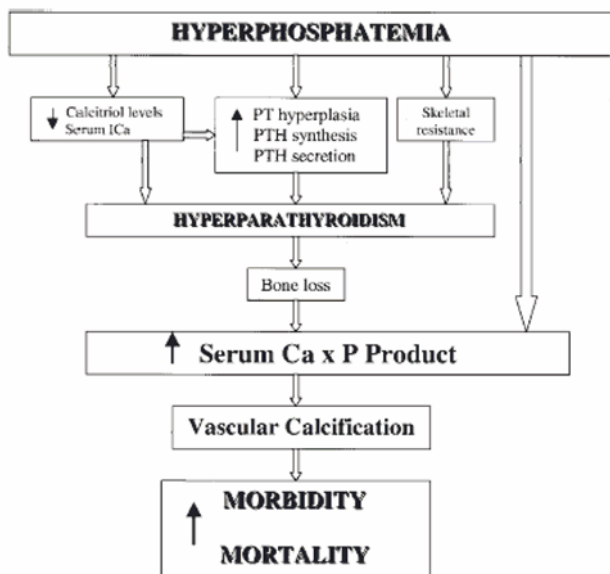 HYPERPHOSPHATEMIA
Calcitriol levels
Serum ICa
PT hyperplasia
PTH synthesis
PTH secretion
Skeletal
resistance
HYPERPARATHYROIDISM
Bone loss
Serum Ca x P Product
Vascular Calcification
MORBIDITY
MORTALITY